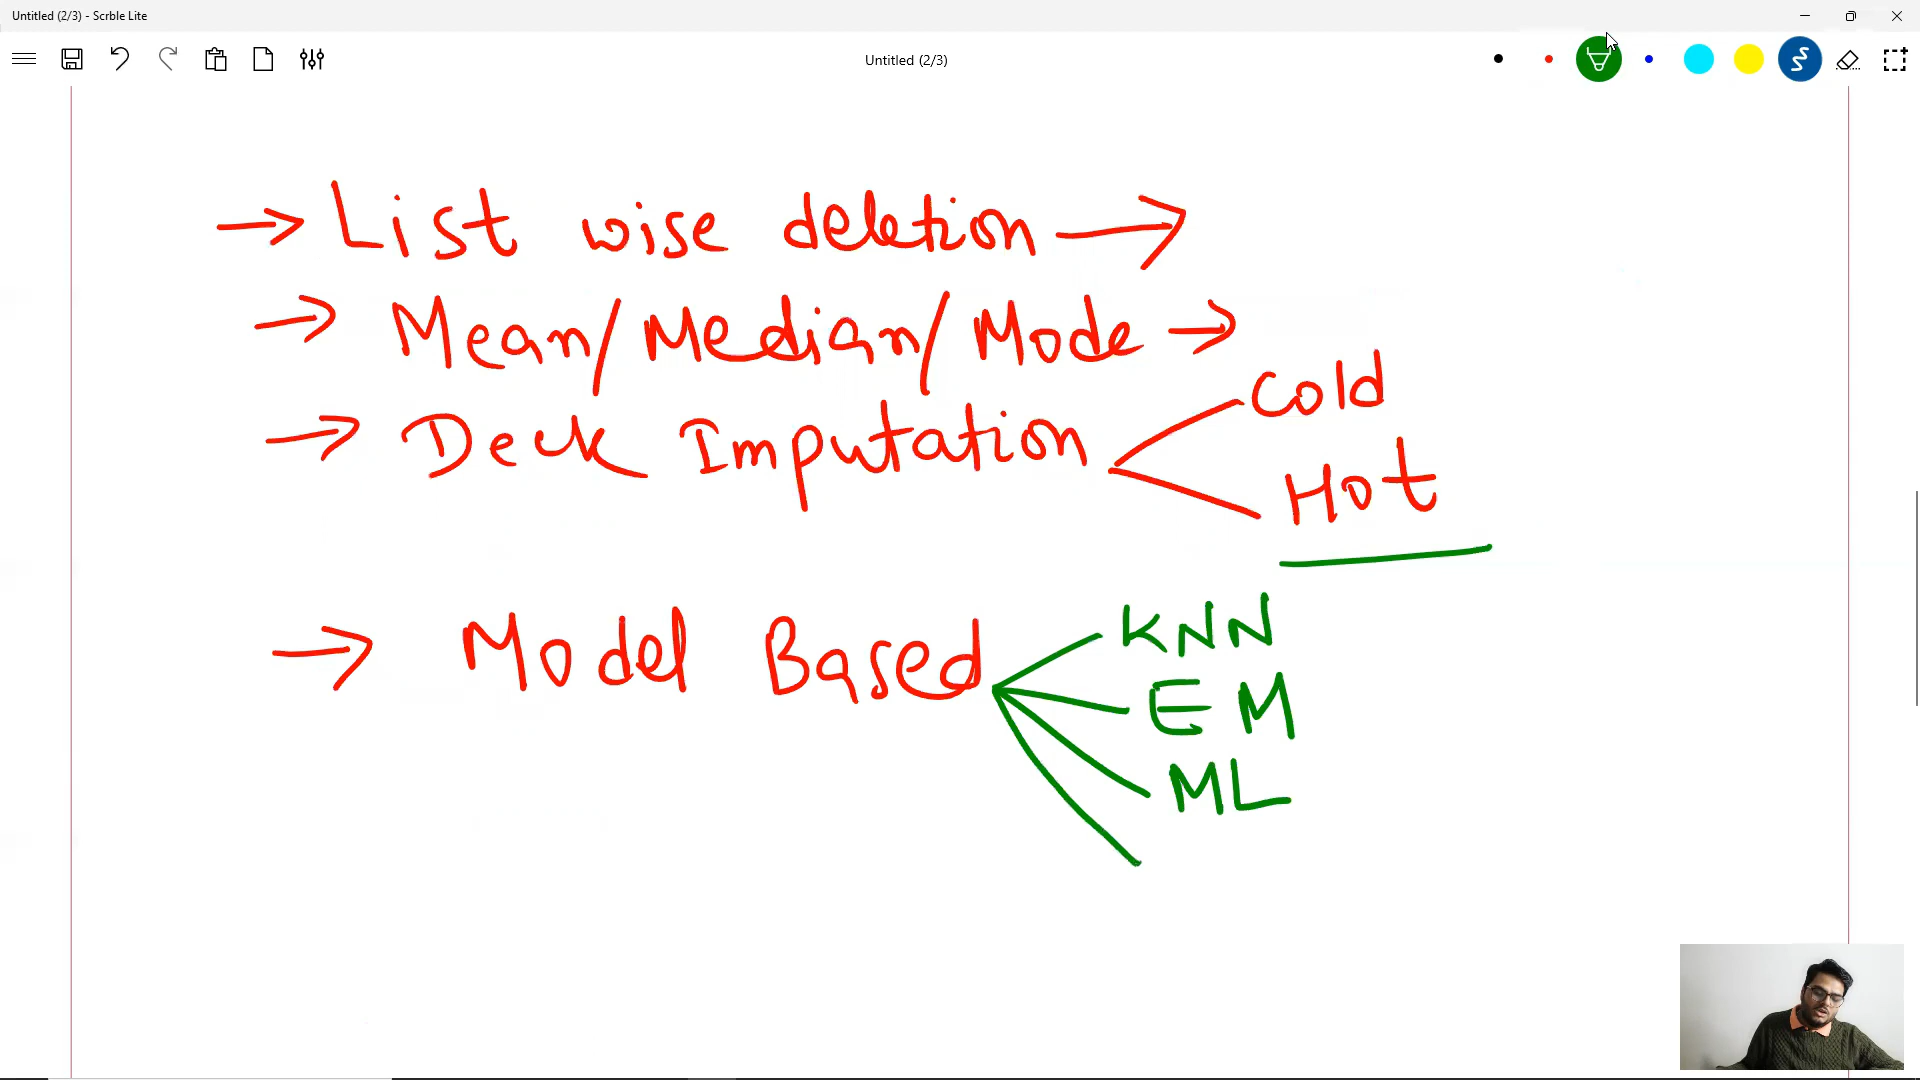 Untitled (2/3) - Scrble Lite
Untitled (2/3)
→ List wise deletion →
→ Mean/Median/Mode →
Cold
→ Deck Imputation
Hot
KNN
→ Model Based
EM
ML